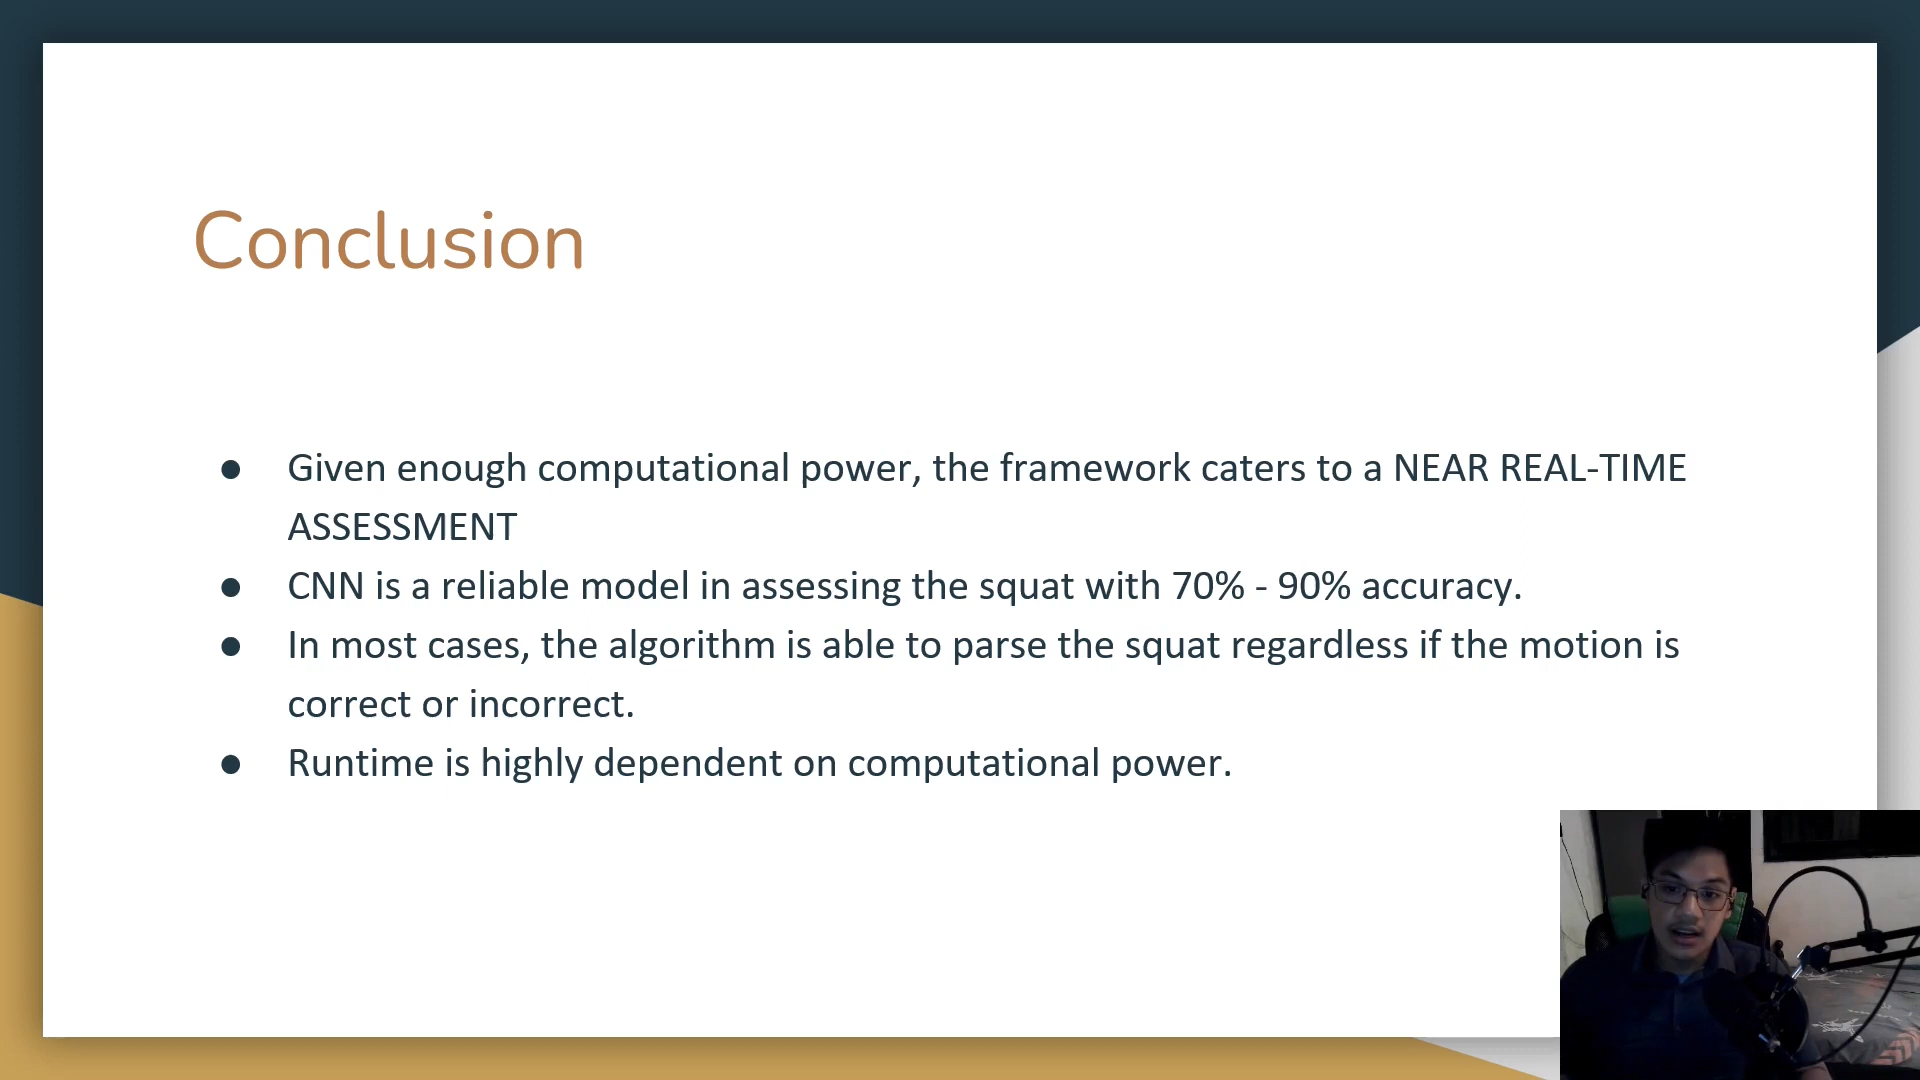 Conclusion
● Given enough computational power, the framework caters to a NEAR REAL-TIME
ASSESSMENT
● CNN is a reliable model in assessing the squat with 70% - 90% accuracy.
● In most cases, the algorithm is able to parse the squat regardless if the motion is
correct or incorrect.
● Runtime is highly dependent on computational power.